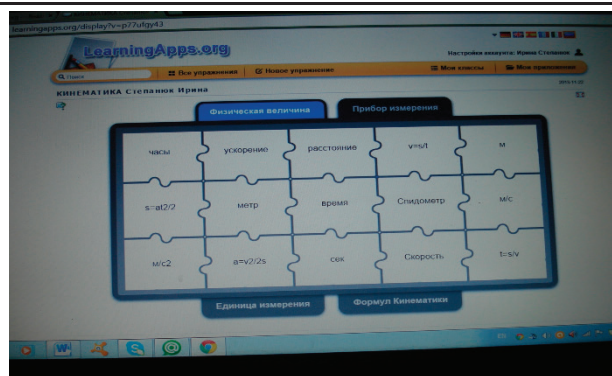 learningapps.org/display?v=p77ufgy43
LearningApps.org
Настройки аккаунта: Ирина Степанюк
Поиск
Все упражнения
Новое упражнение
Мои классы
Мои приложения
КИНЕМАТИКА Степанюк Ирина
Физическая величина
Прибор измерения
часы
ускорение
расстояние
v=s/t
м
s=at2/2
метр
время
Спидометр
м/с
м/с2
a=v2/2s
сек
Скорость
t=s/v
Единица измерения
Формул Кинематики